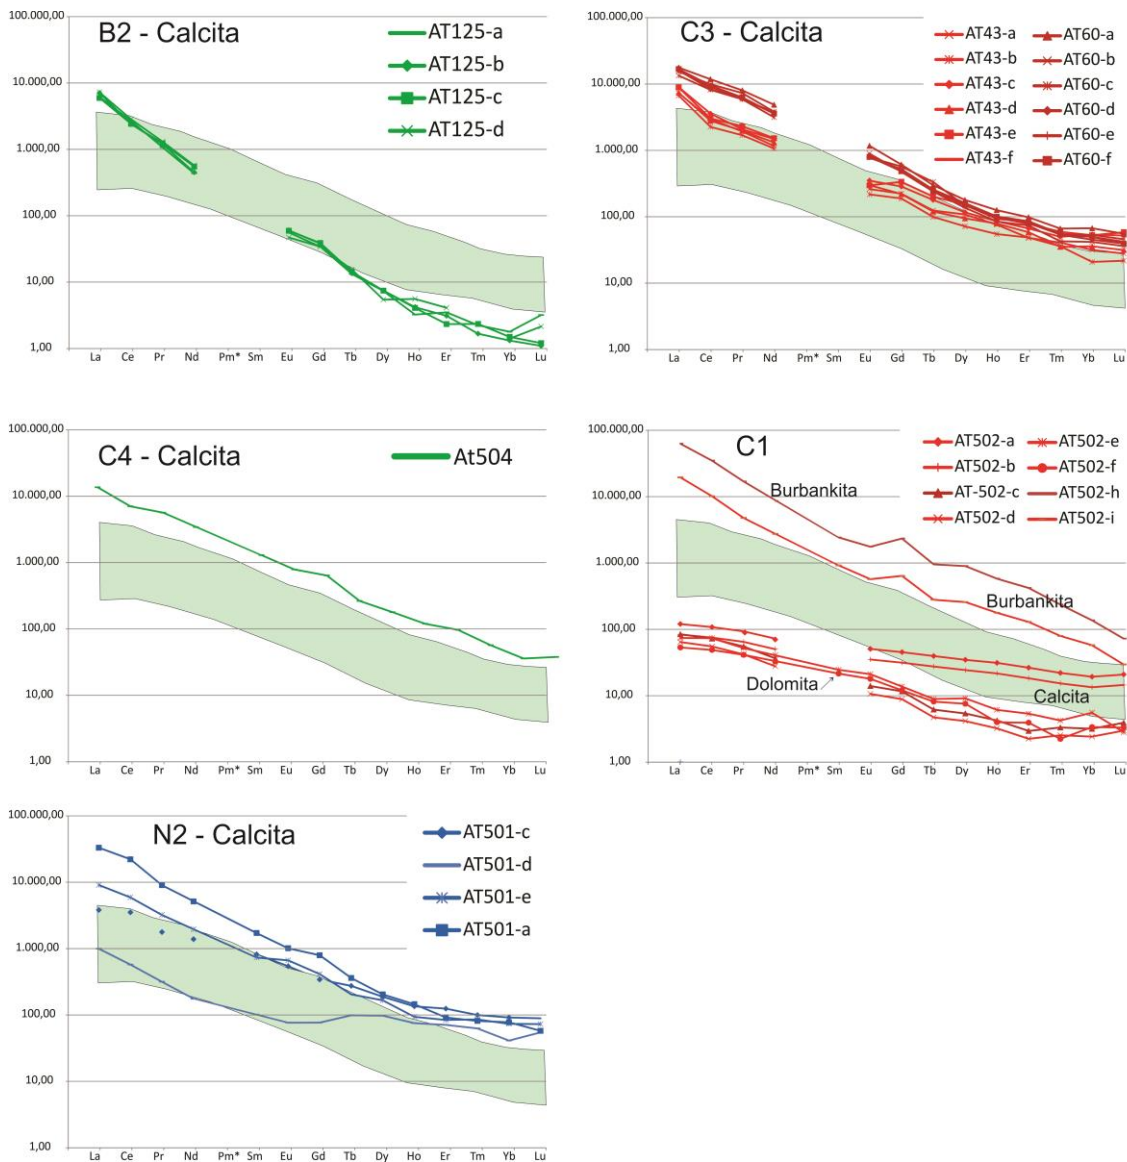 B2 - Calcita
AT125-a
AT125-b
AT125-c
AT125-d
100.000,00
10.000,00
1.000,00
100,00
10,00
1,00
La Ce Pr Nd Pm* Sm Eu Gd Tb Dy Ho Er Tm Yb Lu
C3 - Calcita
AT43-a AT60-a
AT43-b AT60-b
AT43-c AT60-c
AT43-d AT60-d
AT43-e AT60-e
AT43-f AT60-f
100.000,00
10.000,00
1.000,00
100,00
10,00
1,00
La Ce Pr Nd Pm* Sm Eu Gd Tb Dy Ho Er Tm Yb Lu
C4 - Calcita
At504
100.000,00
10.000,00
1.000,00
100,00
10,00
1,00
La Ce Pr Nd Pm* Sm Eu Gd Tb Dy Ho Er Tm Yb Lu
C1
AT502-a AT502-e
AT502-b AT502-f
AT-502-c AT502-h
AT502-d AT502-i
Burbankita
Burbankita
Dolomita
Calcita
100.000,00
10.000,00
1.000,00
100,00
10,00
1,00
La Ce Pr Nd Pm* Sm Eu Gd Tb Dy Ho Er Tm Yb Lu
N2 - Calcita
AT501-c
AT501-d
AT501-e
AT501-a
100.000,00
10.000,00
1.000,00
100,00
10,00
1,00
La Ce Pr Nd Pm* Sm Eu Gd Tb Dy Ho Er Tm Yb Lu